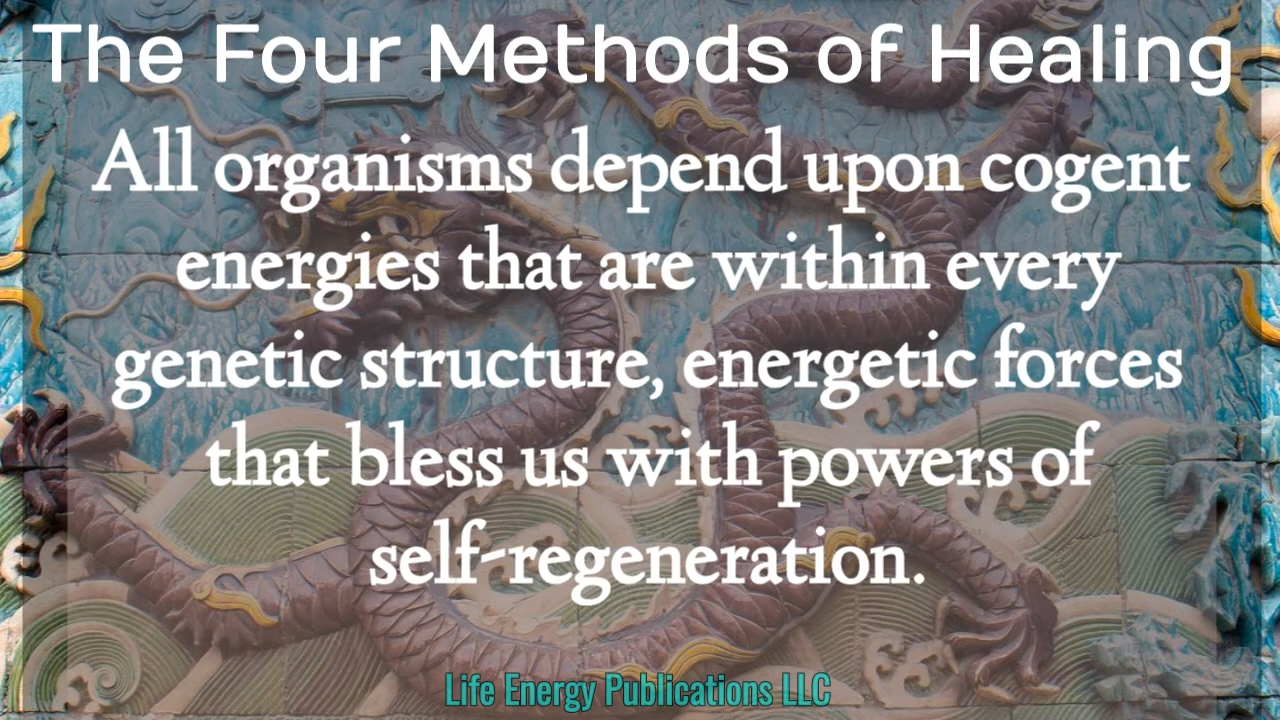 The Four Methods of Healing
All organisms depend upon cogent
energies that are within every
genetic structure, energetic forces
that bless us with powers of
self-regeneration.
Life Energy Publications LLC